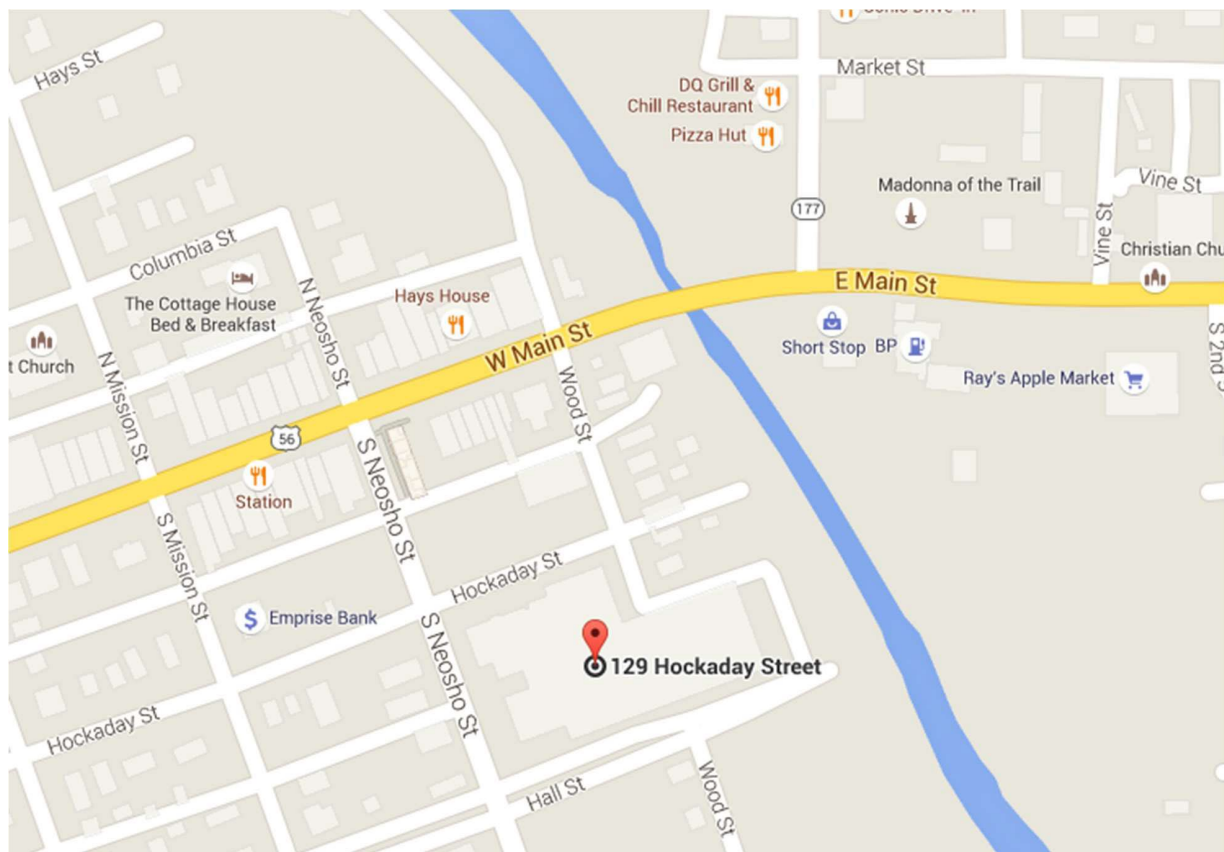 Hays St
Market St
DQ Grill &
Chill Restaurant
Pizza Hut
Madonna of the Trail
177
Vine St
Vine St
Columbia St
Christian
The Cottage House
Bed & Breakfast
N Neosho St
Hays House
E Main St
W Main St
Short Stop
BP
Ray's Apple Market
S 2nd
t Church
N Mission St
Wood St
56
Station
S Neosho St
S Mission St
Hockaday St
Emprise Bank
S Neosho St
129 Hockaday Street
Hockaday St
Hall St
Wood St